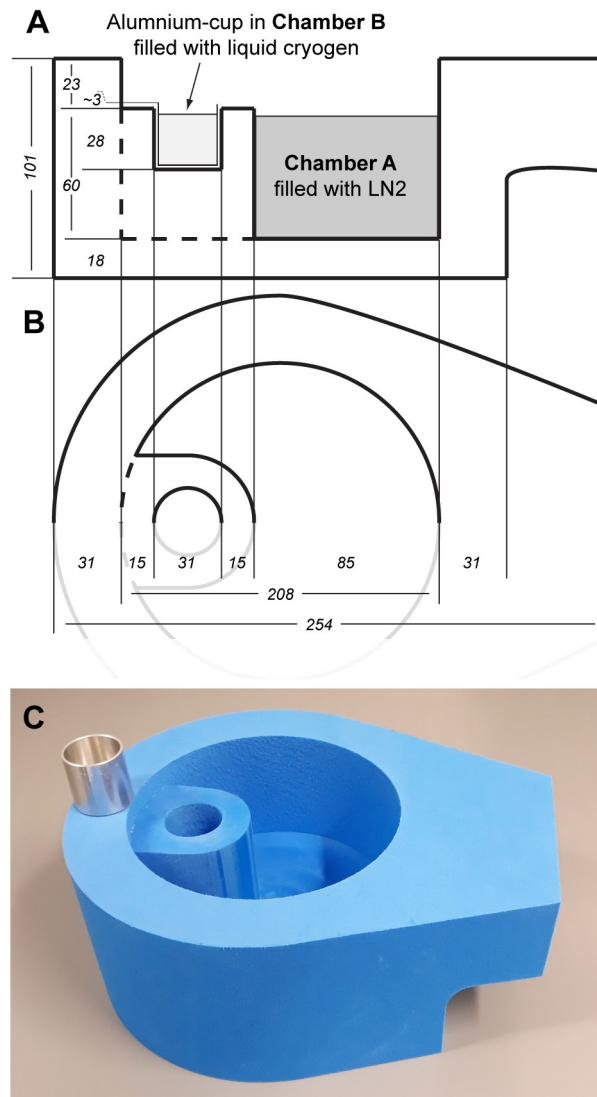 A
Alumnium-cup in Chamber B
filled with liquid cryogen
23
~3
28
101
60
18
Chamber A
filled with LN2
B
31
15
31
15
85
31
208
254
C